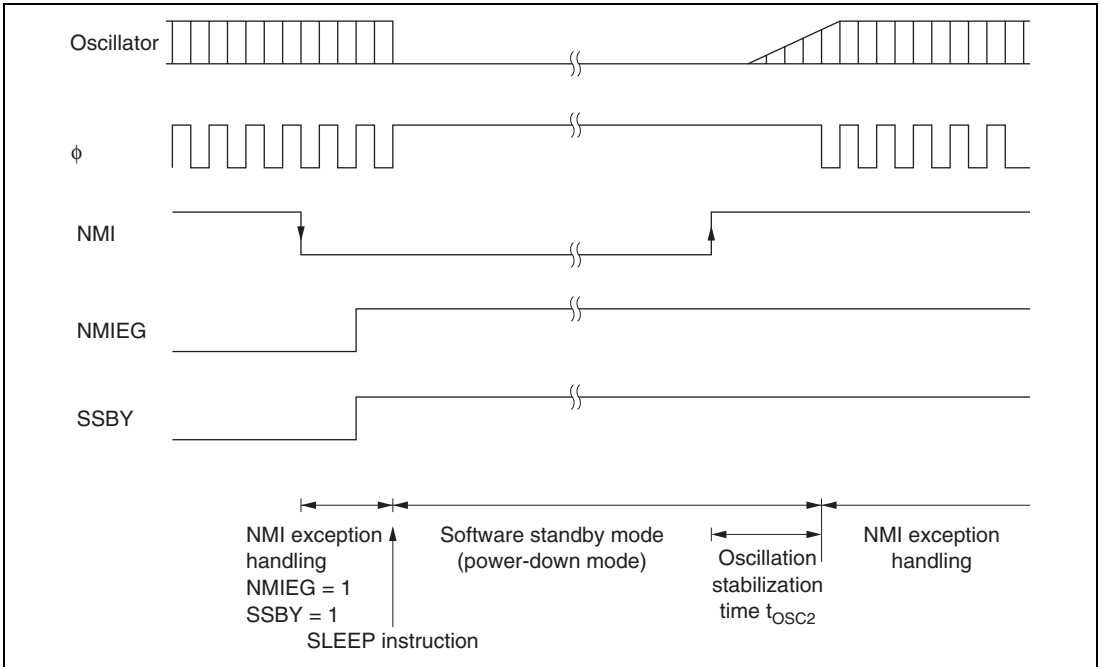 Oscillator
ϕ
NMI
NMIEG
SSBY
NMI exception
handling
NMIEG = 1
SSBY = 1
SLEEP instruction
Software standby mode
(power-down mode)
Oscillation
stabilization
time tOSC2
NMI exception
handling